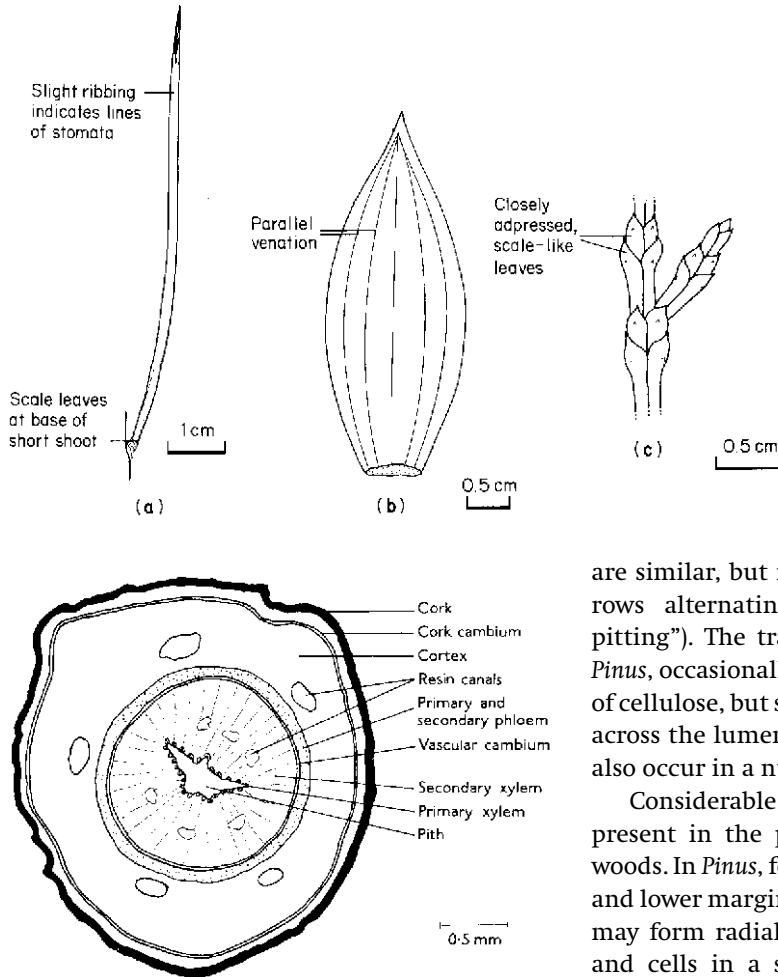 Slight ribbing
indicates lines
of stomata
Scale leaves
at base of
short shoot
1 cm
(a)
Parallel
venation
0.5 cm
(b)
Closely
adpressed,
scale-like
leaves
(c)
0.5 cm
Cork
Cork cambium
Cortex
Resin canals
Primary and
secondary phloem
Vascular cambium
Secondary xylem
Primary xylem
Pith
0·5 mm
are similar, but
rows alternatin
pitting”). The
Pinus, occasionall
of cellulose, but
across the lumen
also occur in a
Considerable
present in the
woods. In Pinus,
and lower margin
may form radial
and cells in a